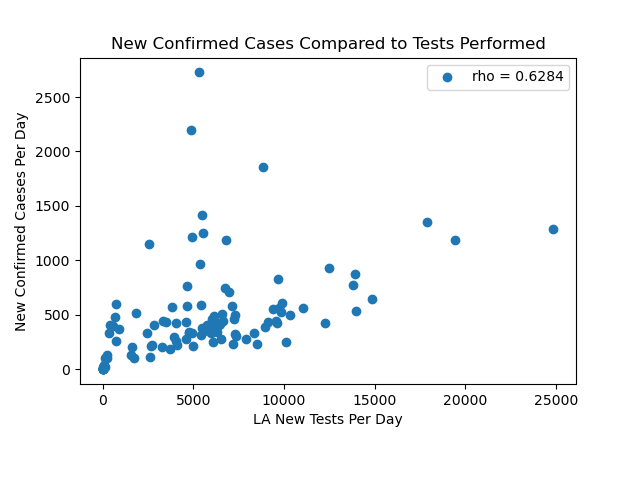 New Confirmed Cases Compared to Tests Performed
rho = 0.6284
New Confirmed Caeses Per Day
2500
2000
1500
1000
500
0
0 5000 10000 15000 20000 25000
LA New Tests Per Day